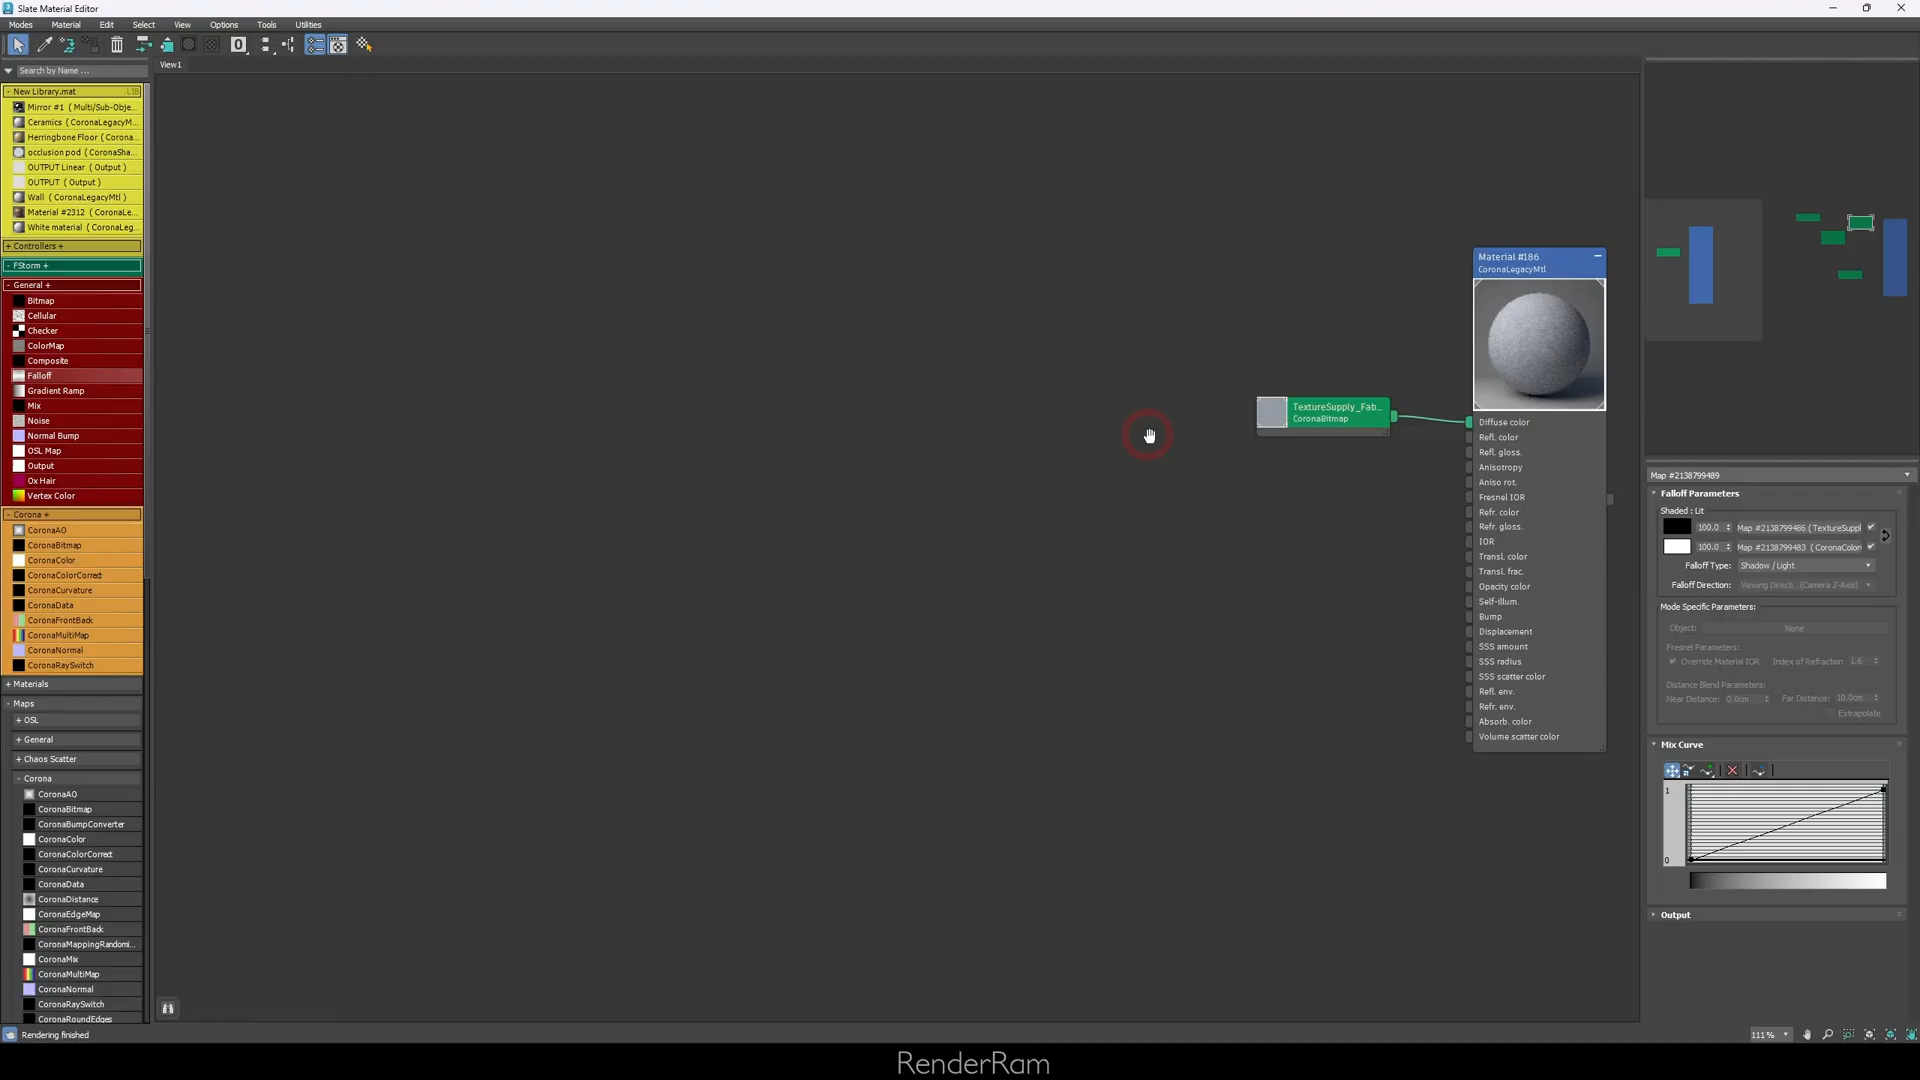 Slate Material Editor
Modes Material Edit Select View Options Tools Utilities
0
Search by Name ...
View1
- New Library.mat LIB
Mirror #1 ( Multi/Sub-Obje...
Ceramics ( CoronaLegacyM...
Herringbone Floor ( Corona...
occlusion pod ( CoronaSha...
OUTPUT Linear ( Output )
OUTPUT ( Output )
Wall ( CoronaLegacyMtl )
Material #2312 ( CoronaLe...
White material ( CoronaLeg...
+ Controllers +
- FStorm +
- General +
Bitmap
Cellular
Checker
ColorMap
Composite
Falloff
Gradient Ramp
Mix
Noise
Normal Bump
OSL Map
Output
Ox Hair
Vertex Color
- Corona +
CoronaAO
CoronaBitmap
CoronaColor
CoronaColorCorrect
CoronaCurvature
CoronaData
CoronaFrontBack
CoronaMultiMap
CoronaNormal
CoronaRaySwitch
+ Materials
- Maps
+ OSL
+ General
+ Chaos Scatter
- Corona
CoronaAO
CoronaBitmap
CoronaBumpConverter
CoronaColor
CoronaColorCorrect
CoronaCurvature
CoronaData
CoronaDistance
CoronaEdgeMap
CoronaFrontBack
CoronaMappingRandomi...
CoronaMix
CoronaMultiMap
CoronaNormal
CoronaRaySwitch
CoronaRoundEdges
Rendering finished
TextureSupply_Fab...
CoronaBitmap
Material #186
CoronaLegacyMtl
Diffuse color
Refl. color
Refl. gloss.
Anisotropy
Aniso rot.
Fresnel IOR
Refr. color
Refr. gloss.
IOR
Transl. color
Transl. frac.
Opacity color
Self-Illum.
Bump
Displacement
SSS amount
SSS radius
SSS scatter color
Refl. env.
Refr. env.
Absorb. color
Volume scatter color
Map #2138799489
Falloff Parameters
Shaded : Lit
100.0 Map #2138799486 ( TextureSuppl
100.0 Map #2138799483 ( CoronaColor
Falloff Type: Shadow / Light
Falloff Direction: Viewing Directi...(Camera Z-Axis)
Mode Specific Parameters:
Object: None
Fresnel Parameters:
Override Material IOR Index of Refraction 1.6
Distance Blend Parameters:
Near Distance: 0.0cm Far Distance: 10.0cm
Extrapolate
Mix Curve
1
0
Output
111%
RenderRam